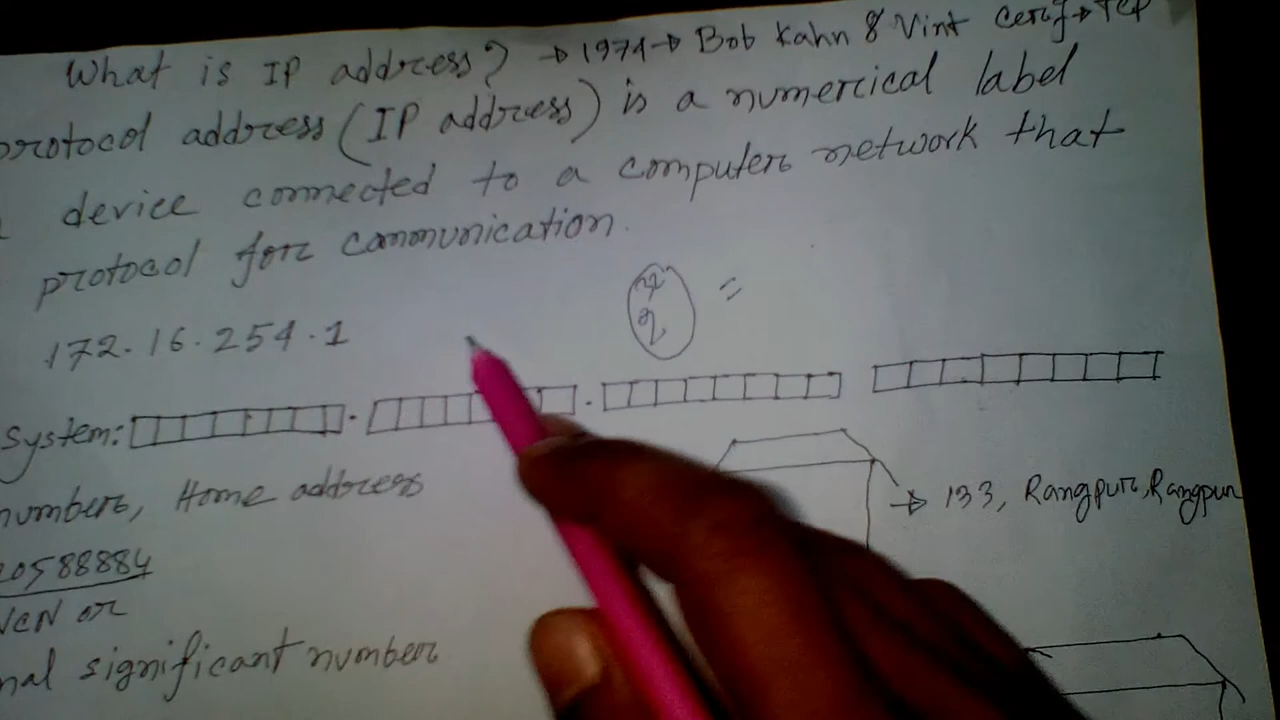 What is IP address? → 1974→ Bob Kahn & Vint Cerf→TCP
protocol address (IP address) is a numerical label
device connected to a computer network that
protocol for communication.
172.16.254.1
=
System:
numbers, Home address
→ 133, Rangpur, Rangpur
0588884
or
significant number